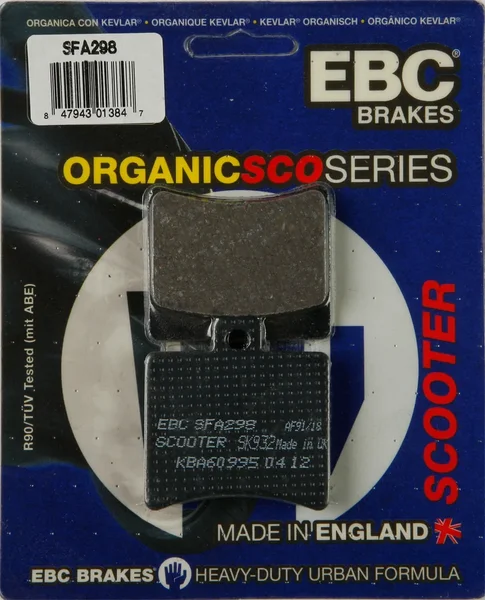 ORGANICA CON KEVLAR® · ORGANIQUE KEVLAR® · ORGANISCH KEVLAR® · ORGÂNICO KEVLAR®
SFA298
8 47943 01384 7
EBC®
BRAKES
ORGANICSCOSERIES
R90/TÜV Tested (mit ABE)
SCOOTER
EBC SFA298 AF91/18
SCOOTER SK932 Made in UK
KBA60995 0412
MADE IN ENGLAND
EBC BRAKES HEAVY-DUTY URBAN FORMULA